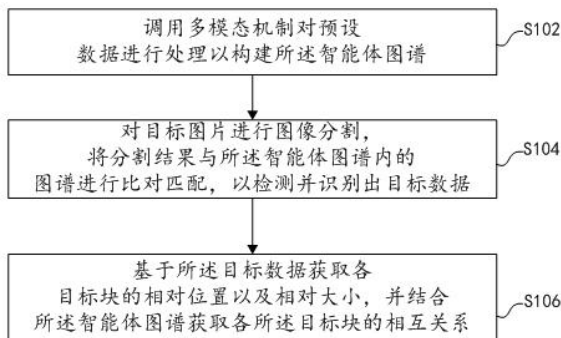 调用多模态机制对预设
数据进行处理以构建所述智能体图谱
S102
对目标图片进行图像分割，
将分割结果与所述智能体图谱内的
图谱进行比对匹配，以检测并识别出目标数据
S104
基于所述目标数据获取各
目标块的相对位置以及相对大小，并结合
所述智能体图谱获取各所述目标块的相互关系
S106